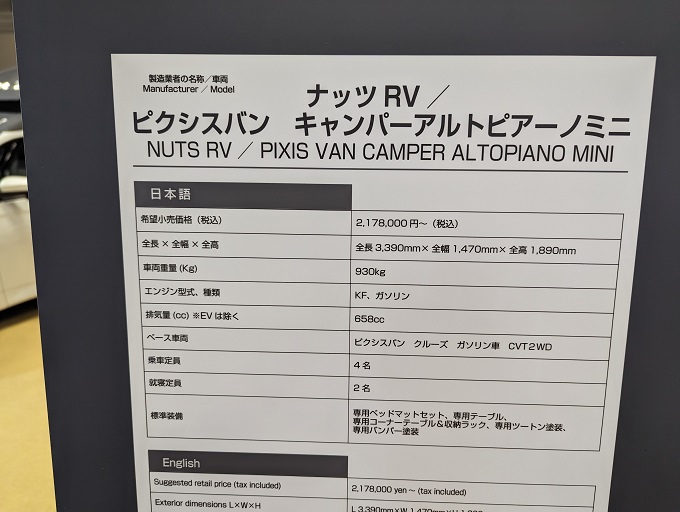 製造業者の名称／車両
Manufacturer / Model
ナッツ RV ／
ピクシスバン　キャンパーアルトピアーノミニ
NUTS RV ／ PIXIS VAN CAMPER ALTOPIANO MINI
日本語
希望小売価格（税込） 2,178,000 円～（税込）
全長 × 全幅 × 全高 全長 3,390mm× 全幅 1,470mm× 全高 1,890mm
車両重量 (Kg) 930kg
エンジン型式、種類 KF、ガソリン
排気量 (cc) ※EV は除く 658cc
ベース車両 ピクシスバン　クルーズ　ガソリン車　CVT2WD
乗車定員 4 名
就寝定員 2 名
標準装備 専用ベッドマットセット、専用テーブル、
専用コーナーテーブル＆収納ラック、専用ツートン塗装、
専用バンパー塗装
English
Suggested retail price (tax included) 2,178,000 yen ～ (tax included)
Exterior dimensions L×W×H L 3,390mm×W 1,470mm×H